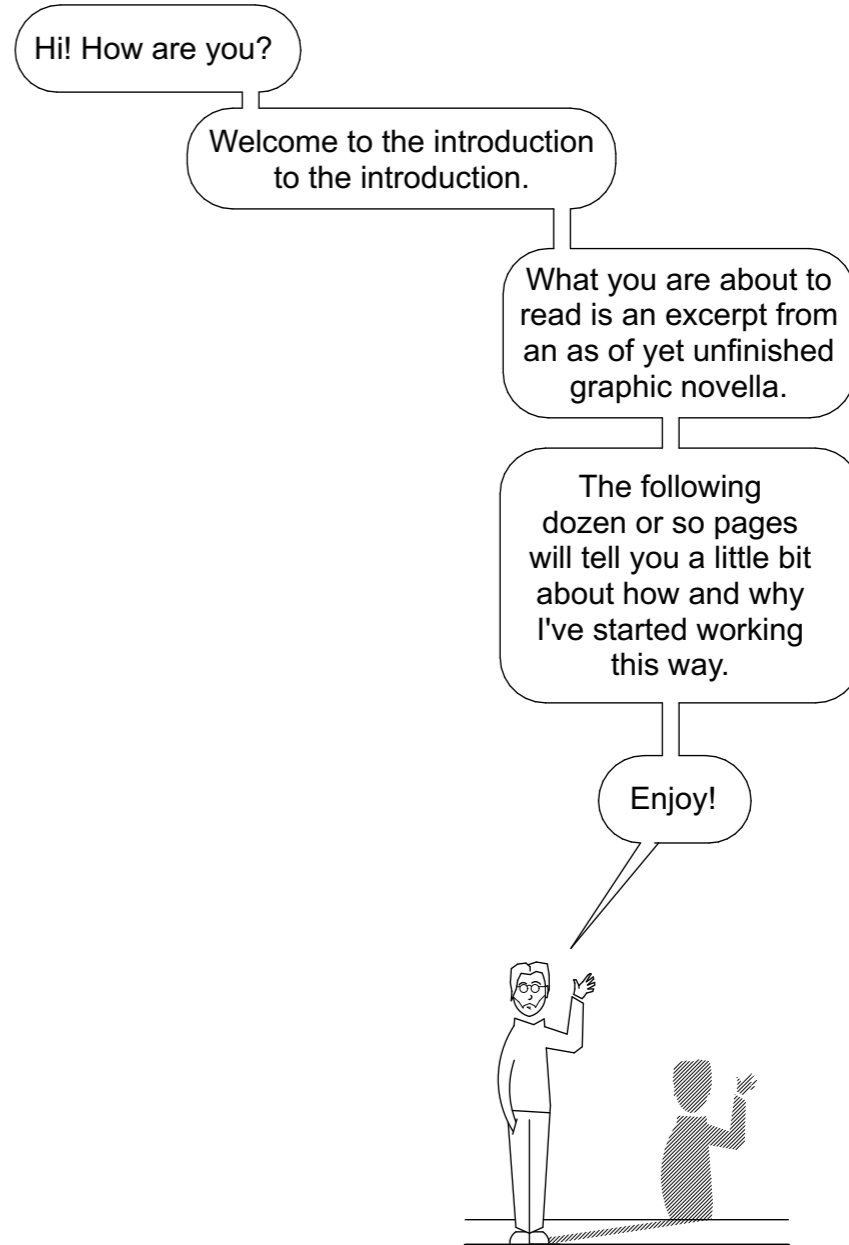 Hi! How are you?
Welcome to the introduction
to the introduction.
What you are about to
read is an excerpt from
an as of yet unfinished
graphic novella.
The following
dozen or so pages
will tell you a little bit
about how and why
I've started working
this way.
Enjoy!